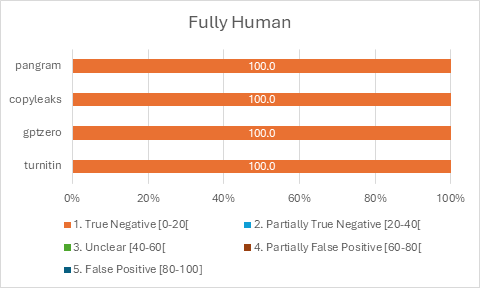 Fully Human
pangram 100.0
copyleaks 100.0
gptzero 100.0
turnitin 100.0
0% 20% 40% 60% 80% 100%
1. True Negative [0-20[ 2. Partially True Negative [20-40[
3. Unclear [40-60[ 4. Partially False Positive [60-80[
5. False Positive [80-100]